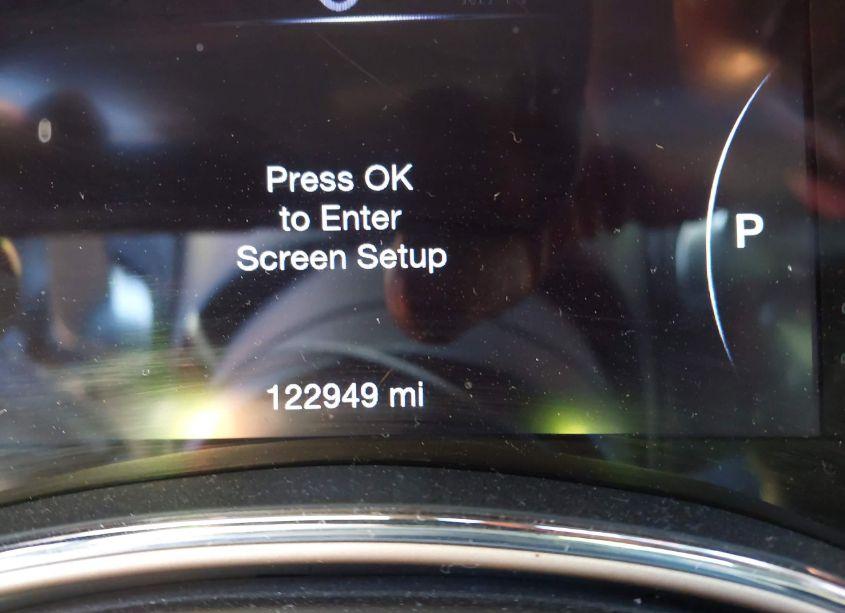 Press OK
to Enter
Screen Setup
P
122949 mi